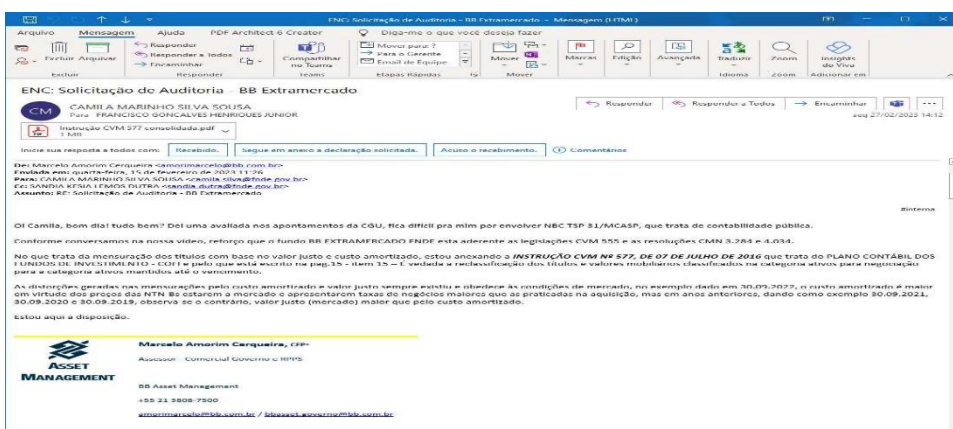 ENC: Solicitação de Auditoria - BB Extramercado - Mensagem (HTML)
Arquivo Mensagem Ajuda PDF Architect 6 Creator Diga-me o que você deseja fazer
Excluir Arquivar
Responder
Responder a Todos
Encaminhar
Compartilhar no Teams
Mover para: ?
Para o Gerente
Email de Equipe
Mover
Marcas Edição Avançada Traduzir Zoom Insights do Viva
Excluir Responder Teams Etapas Rápidas Mover Idioma Zoom Adicionar em
ENC: Solicitação de Auditoria - BB Extramercado
CM
CAMILA MARINHO SILVA SOUSA
Para FRANCISCO GONCALVES HENRIQUES JUNIOR
Responder Responder a Todos Encaminhar
seg 27/02/2023 14:12
Instrução CVM 577 consolidada.pdf
1 MB
Inicie sua resposta a todos com: Recebido. Segue em anexo a declaração solicitada. Acuso o recebimento. Comentários
De: Marcelo Amorim Cerqueira <amorimarcelo@bb.com.br>
Enviada em: quarta-feira, 15 de fevereiro de 2023 11:26
Para: CAMILA MARINHO SILVA SOUSA <camila.silva@fnde.gov.br>
Cc: SANDIA KESIA LEMOS DUTRA <sandia.dutra@fnde.gov.br>
Assunto: RE: Solicitação de Auditoria - BB Extramercado
#interna
Oi Camila, bom dia! tudo bem? Dei uma avaliada nos apontamentos da CGU, fica difícil pra mim por envolver NBC TSP 31/MCASP, que trata de contabilidade pública.
Conforme conversamos na nossa vídeo, reforço que o fundo BB EXTRAMERCADO FNDE esta aderente as legislações CVM 555 e as resoluções CMN 3.284 e 4.034.
No que trata da mensuração dos títulos com base no valor justo e custo amortizado, estou anexando a INSTRUÇÃO CVM Nº 577, DE 07 DE JULHO DE 2016 que trata do PLANO CONTÁBIL DOS
FUNDOS DE INVESTIMENTO - COFI e pelo que está escrito na pag.15 - item 15 – É vedada a reclassificação dos títulos e valores mobiliários classificados na categoria ativos para negociação
para a categoria ativos mantidos até o vencimento.
As distorções geradas nas mensurações pelo custo amortizado e valor justo sempre existiu e obedece às condições de mercado, no exemplo dado em 30.09.2022, o custo amortizado é maior
em virtude dos preços das NTN Bs estarem a mercado e apresentarem taxas de negócios maiores que as praticadas na aquisição, mas em anos anteriores, dando como exemplo 30.09.2021,
30.09.2020 e 30.09.2019, observa se o contrário, valor justo (mercado) maior que pelo custo amortizado.
Estou aqui a disposição.
ASSET
MANAGEMENT
Marcelo Amorim Cerqueira, CFP®
Assessor - Comercial Governo e RPPS
BB Asset Management
+55 21 3808-7500
amorimarcelo@bb.com.br / bbasset.governo@bb.com.br